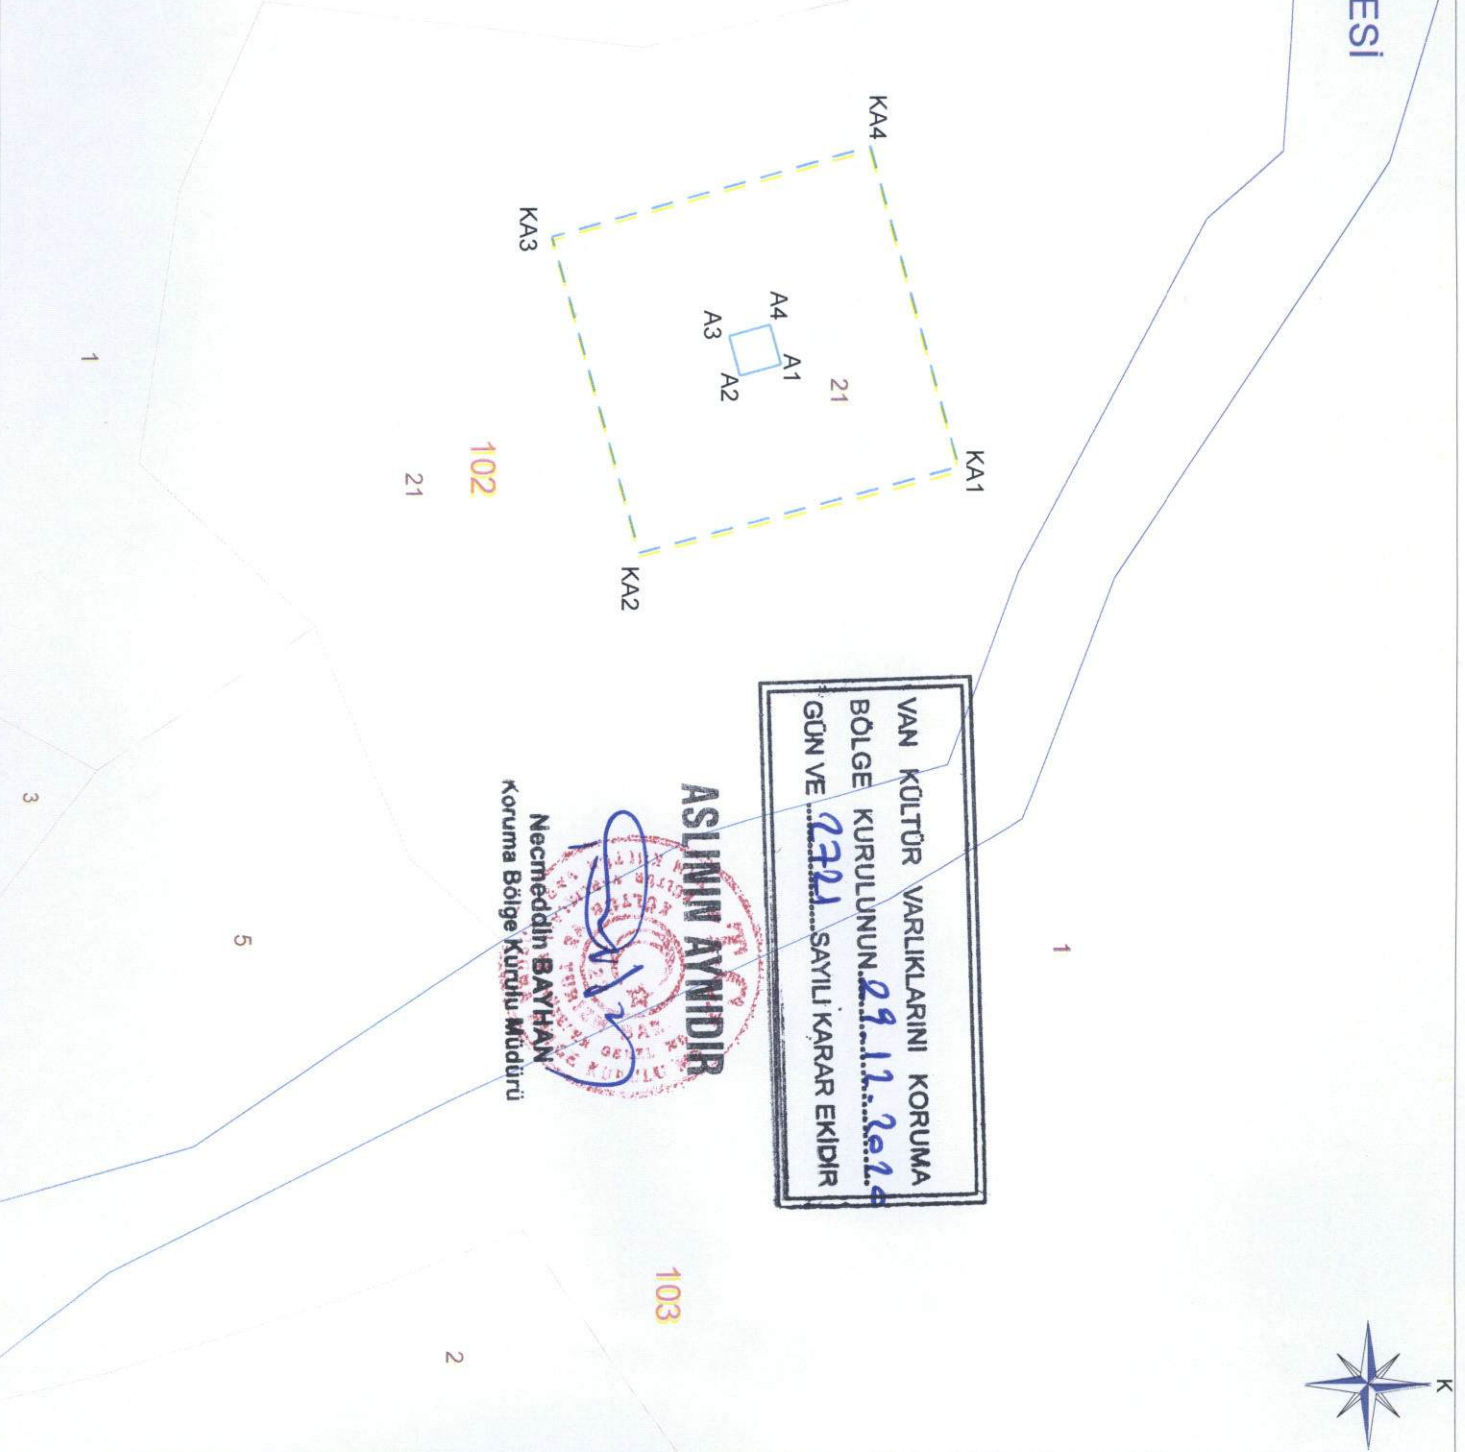 ESİ
K
KA4
KA1
KA3
KA2
A4
A1
A3
A2
21
102
21
1
1
103
5
3
2
VAN KÜLTÜR VARLIKLARINI KORUMA
BÖLGE KURULUNUN 29.12.2020
GÜN VE 2721 SAYILI KARAR EKİDİR
ASLININ AYNIDIR
T.C.
Necmeddin BAYHAN
Koruma Bölge Kurulu Müdürü